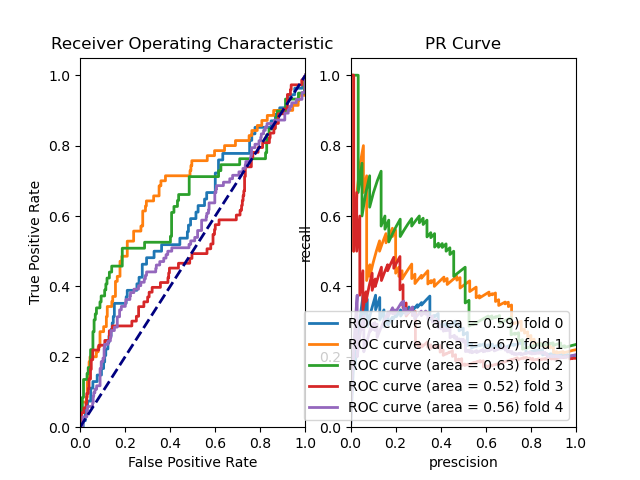 Receiver Operating Characteristic
PR Curve
1.0
0.8
0.6
0.4
0.2
0.0
True Positive Rate
0.0 0.2 0.4 0.6 0.8 1.0
False Positive Rate
1.0
0.8
0.6
0.4
0.2
0.0
recall
0.0 0.2 0.4 0.6 0.8 1.0
prescision
ROC curve (area = 0.59) fold 0
ROC curve (area = 0.67) fold 1
ROC curve (area = 0.63) fold 2
ROC curve (area = 0.52) fold 3
ROC curve (area = 0.56) fold 4